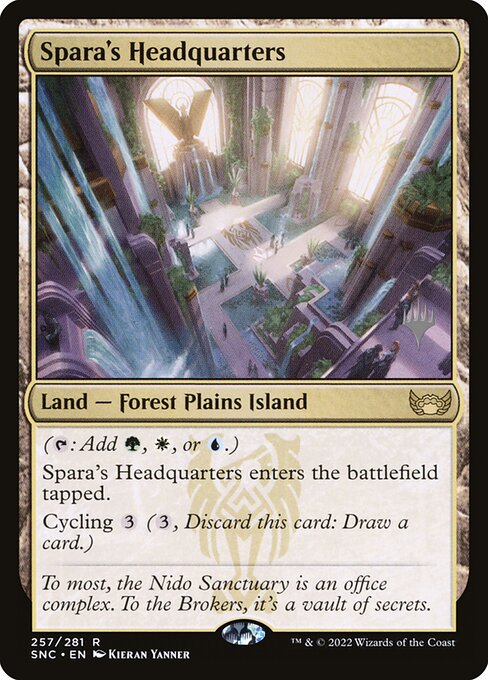 Spara's Headquarters
Land — Forest Plains Island
(: Add , , or .)
Spara's Headquarters enters the battlefield
tapped.
Cycling 3 (3, Discard this card: Draw a
card.)
To most, the Nido Sanctuary is an office
complex. To the Brokers, it's a vault of secrets.
257/281 R
SNC • EN Kieran Yanner
™ & © 2022 Wizards of the Coast